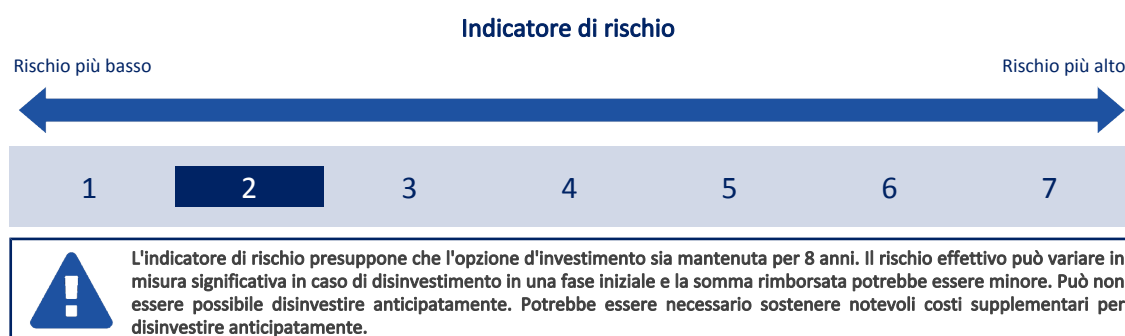 Indicatore di rischio
Rischio più basso
Rischio più alto
1 2 3 4 5 6 7
L'indicatore di rischio presuppone che l'opzione d'investimento sia mantenuta per 8 anni. Il rischio effettivo può variare in
misura significativa in caso di disinvestimento in una fase iniziale e la somma rimborsata potrebbe essere minore. Può non
essere possibile disinvestire anticipatamente. Potrebbe essere necessario sostenere notevoli costi supplementari per
disinvestire anticipatamente.